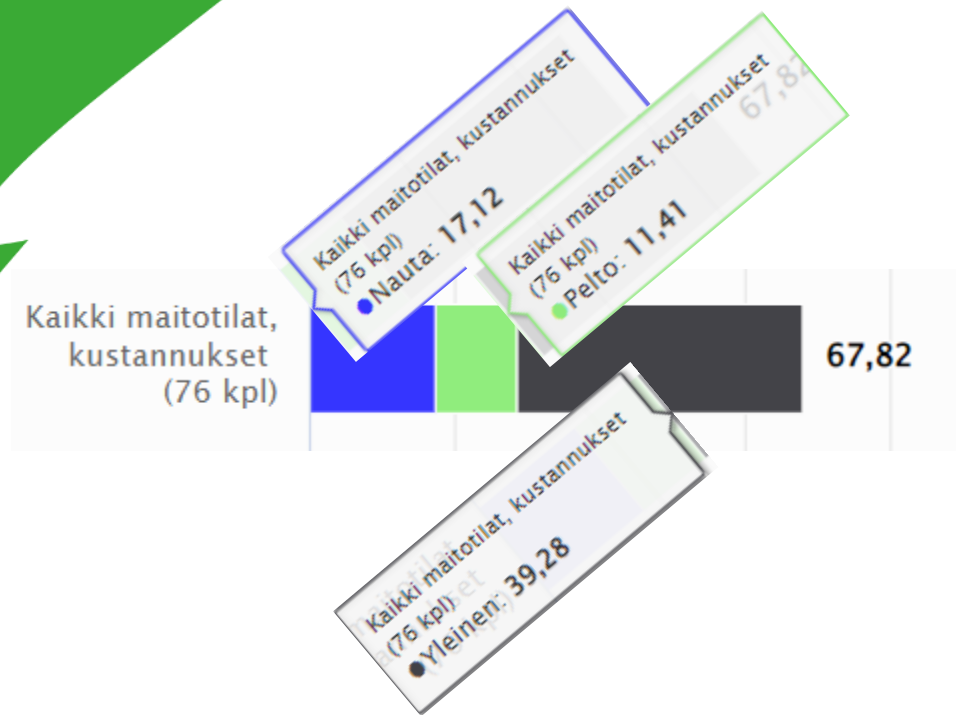 Kaikki maitotilat, kustannukset
(76 kpl)
Nauta: 17,12
Kaikki maitotilat, kustannukset
(76 kpl)
Pelto: 11,41
67,82
Kaikki maitotilat,
kustannukset
(76 kpl)
67,82
Kaikki maitotilat, kustannukset
(76 kpl)
Yleinen: 39,28